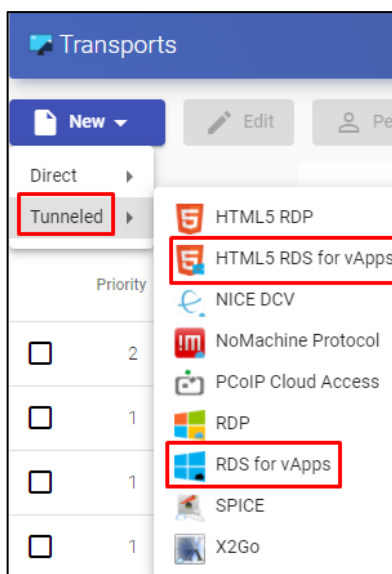 Transports
New
Edit
Pe
Direct
Tunneled
HTML5 RDP
HTML5 RDS for vApps
Priority
NICE DCV
NoMachine Protocol
2
PCoIP Cloud Access
1
RDP
RDS for vApps
1
SPICE
1
X2Go